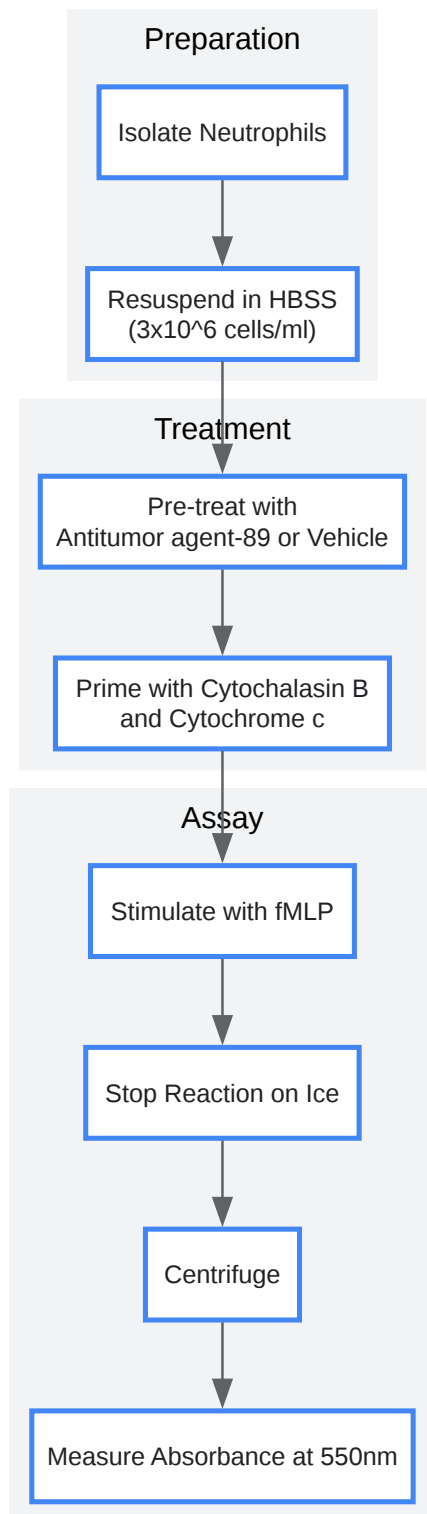 Preparation
Isolate Neutrophils
Resuspend in HBSS
(3x10^6 cells/ml)
Treatment
Pre-treat with
Antitumor agent-89 or Vehicle
Prime with Cytochalasin B
and Cytochrome c
Assay
Stimulate with fMLP
Stop Reaction on Ice
Centrifuge
Measure Absorbance at 550nm